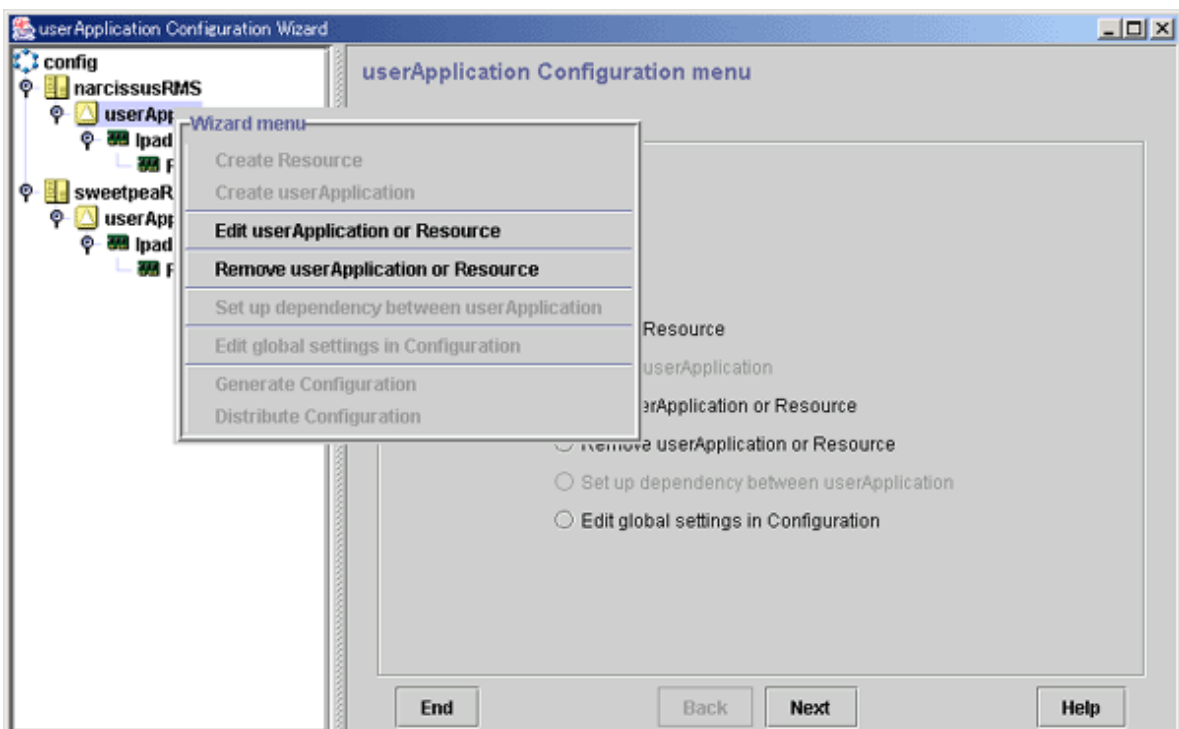 userApplication Configuration Wizard
config
narcissusRMS
userApp
Ipad
sweetpeaR
userApp
Ipad
Wizard menu
Create Resource
Create userApplication
Edit userApplication or Resource
Remove userApplication or Resource
Set up dependency between userApplication
Edit global settings in Configuration
Generate Configuration
Distribute Configuration
userApplication Configuration menu
Resource
userApplication
erApplication or Resource
Remove userApplication or Resource
Set up dependency between userApplication
Edit global settings in Configuration
End
Back
Next
Help